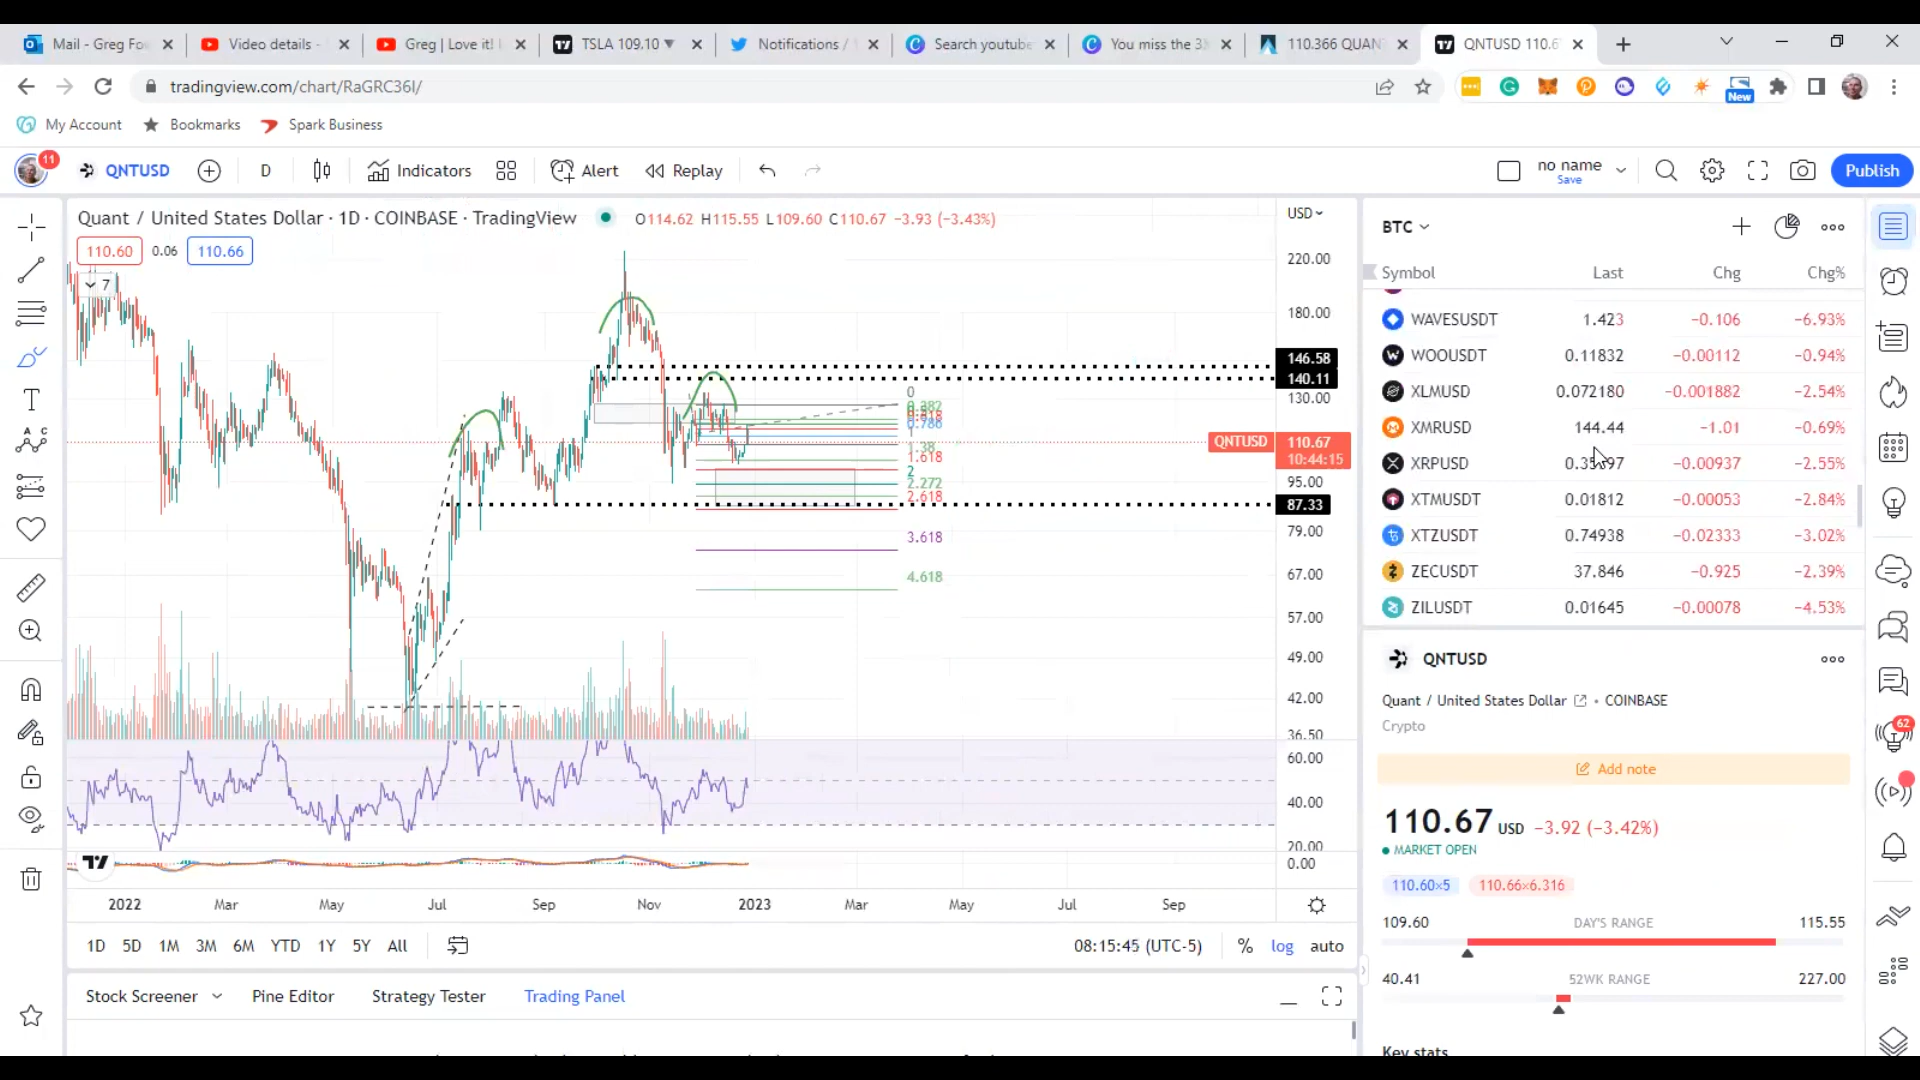 Mail - Greg Fo
Video details -
Greg | Love it!
TSLA 109.10 ▼
Notifications /
Search youtube
You miss the 3
110.366 QUAN
QNTUSD 110.6
tradingview.com/chart/RaGRC36I/
New
My Account
Bookmarks
Spark Business
11
QNTUSD
D
Indicators
Alert
Replay
no name
Save
Publish
Quant / United States Dollar · 1D · COINBASE · TradingView
O114.62 H115.55 L109.60 C110.67 −3.93 (−3.43%)
110.60
0.06
110.66
7
USD
220.00
180.00
146.58
140.11
130.00
QNTUSD
110.67
10:44:15
95.00
87.33
79.00
67.00
57.00
49.00
42.00
36.50
0
0.382
0.786
1.618
2
2.272
2.618
3.618
4.618
60.00
40.00
20.00
0.00
2022
Mar
May
Jul
Sep
Nov
2023
Mar
May
Jul
Sep
1D
5D
1M
3M
6M
YTD
1Y
5Y
All
08:15:45 (UTC-5)
%
log
auto
Stock Screener
Pine Editor
Strategy Tester
Trading Panel
BTC
Symbol Last Chg Chg%
WAVESUSDT 1.423 −0.106 −6.93%
WOOUSDT 0.11832 −0.00112 −0.94%
XLMUSD 0.072180 −0.001882 −2.54%
XMRUSD 144.44 −1.01 −0.69%
XRPUSD −0.00937 −2.55%
XTMUSDT 0.01812 −0.00053 −2.84%
XTZUSDT 0.74938 −0.02333 −3.02%
ZECUSDT 37.846 −0.925 −2.39%
ZILUSDT 0.01645 −0.00078 −4.53%
QNTUSD
Quant / United States Dollar • COINBASE
Crypto
Add note
110.67 USD −3.92 (−3.42%)
MARKET OPEN
110.60×5
110.66×6.316
109.60 DAY'S RANGE 115.55
40.41 52WK RANGE 227.00
Key stats
62